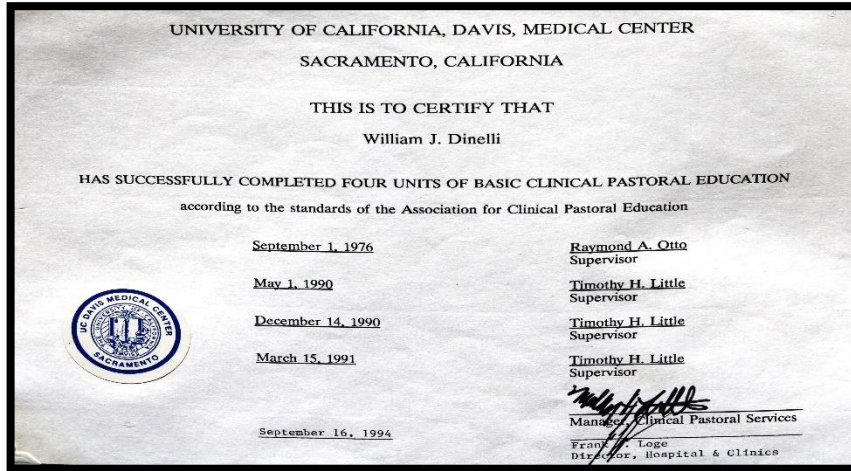 UNIVERSITY OF CALIFORNIA, DAVIS, MEDICAL CENTER
SACRAMENTO, CALIFORNIA
THIS IS TO CERTIFY THAT
William J. Dinelli
HAS SUCCESSFULLY COMPLETED FOUR UNITS OF BASIC CLINICAL PASTORAL EDUCATION
according to the standards of the Association for Clinical Pastoral Education
September 1, 1976 Raymond A. Otto
Supervisor
May 1, 1990 Timothy H. Little
Supervisor
December 14, 1990 Timothy H. Little
Supervisor
March 15, 1991 Timothy H. Little
Supervisor
UC DAVIS MEDICAL CENTER
SACRAMENTO
Manager, Clinical Pastoral Services
September 16, 1994
Frank Loge
Director, Hospital & Clinics